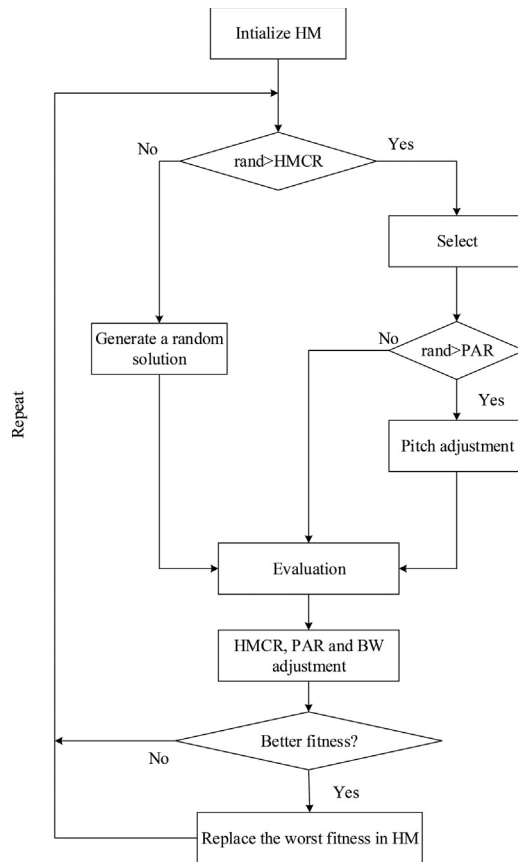 Intialize HM
No
rand>HMCR
Yes
Select
Generate a random
solution
No
rand>PAR
Yes
Repeat
Pitch adjustment
Evaluation
HMCR, PAR and BW
adjustment
Better fitness?
No
Yes
Replace the worst fitness in HM